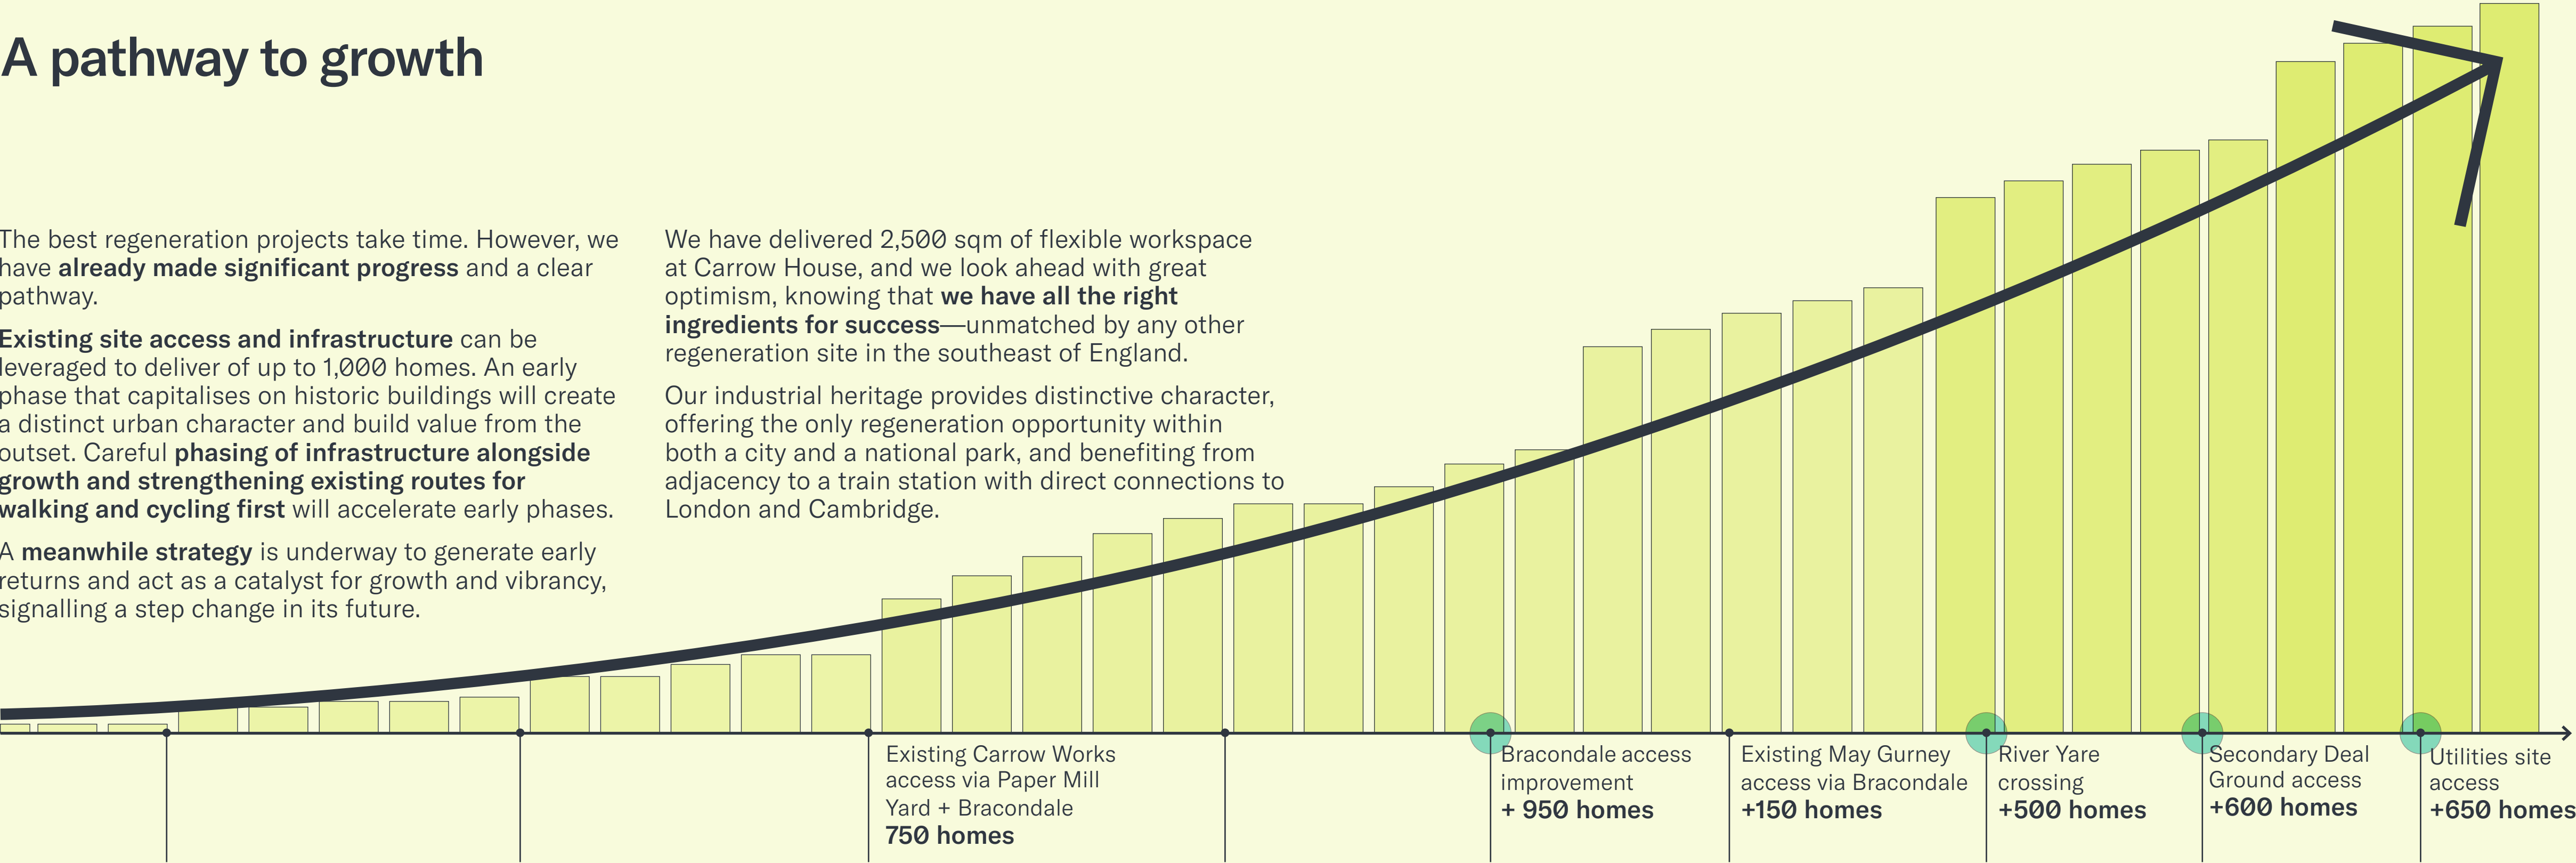 A pathway to growth
The best regeneration projects take time. However, we
have already made significant progress and a clear
pathway.
Existing site access and infrastructure can be
leveraged to deliver of up to 1,000 homes. An early
phase that capitalises on historic buildings will create
a distinct urban character and build value from the
outset. Careful phasing of infrastructure alongside
growth and strengthening existing routes for
walking and cycling first will accelerate early phases.
A meanwhile strategy is underway to generate early
returns and act as a catalyst for growth and vibrancy,
signalling a step change in its future.
We have delivered 2,500 sqm of flexible workspace
at Carrow House, and we look ahead with great
optimism, knowing that we have all the right
ingredients for success—unmatched by any other
regeneration site in the southeast of England.
Our industrial heritage provides distinctive character,
offering the only regeneration opportunity within
both a city and a national park, and benefiting from
adjacency to a train station with direct connections to
London and Cambridge.
Existing Carrow Works
access via Paper Mill
Yard + Bracondale
750 homes
Bracondale access
improvement
+ 950 homes
Existing May Gurney
access via Bracondale
+150 homes
River Yare
crossing
+500 homes
Secondary Deal
Ground access
+600 homes
Utilities site
access
+650 homes